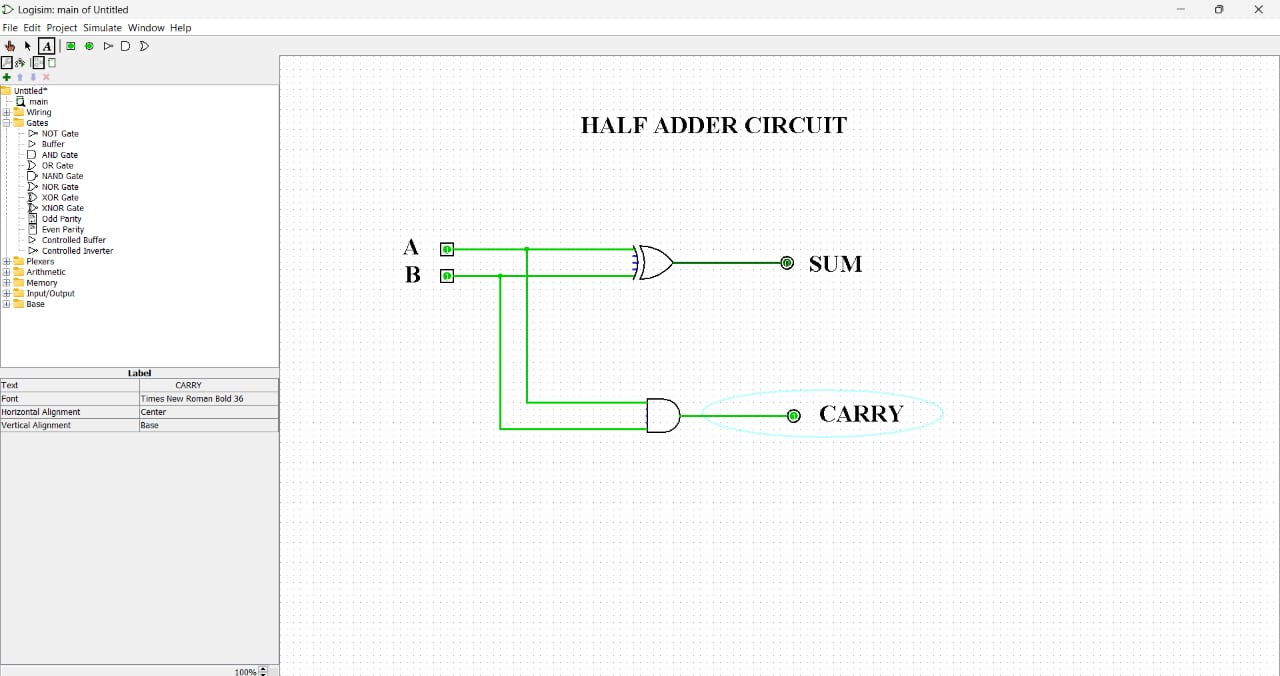 Logisim: main of Untitled
File Edit Project Simulate Window Help
A
Untitled*
main
Wiring
Gates
NOT Gate
Buffer
AND Gate
OR Gate
NAND Gate
NOR Gate
XOR Gate
XNOR Gate
Odd Parity
Even Parity
Controlled Buffer
Controlled Inverter
Plexers
Arithmetic
Memory
Input/Output
Base
Label
Text CARRY
Font Times New Roman Bold 36
Horizontal Alignment Center
Vertical Alignment Base
100%
HALF ADDER CIRCUIT
A 1
B 1
SUM
1 CARRY